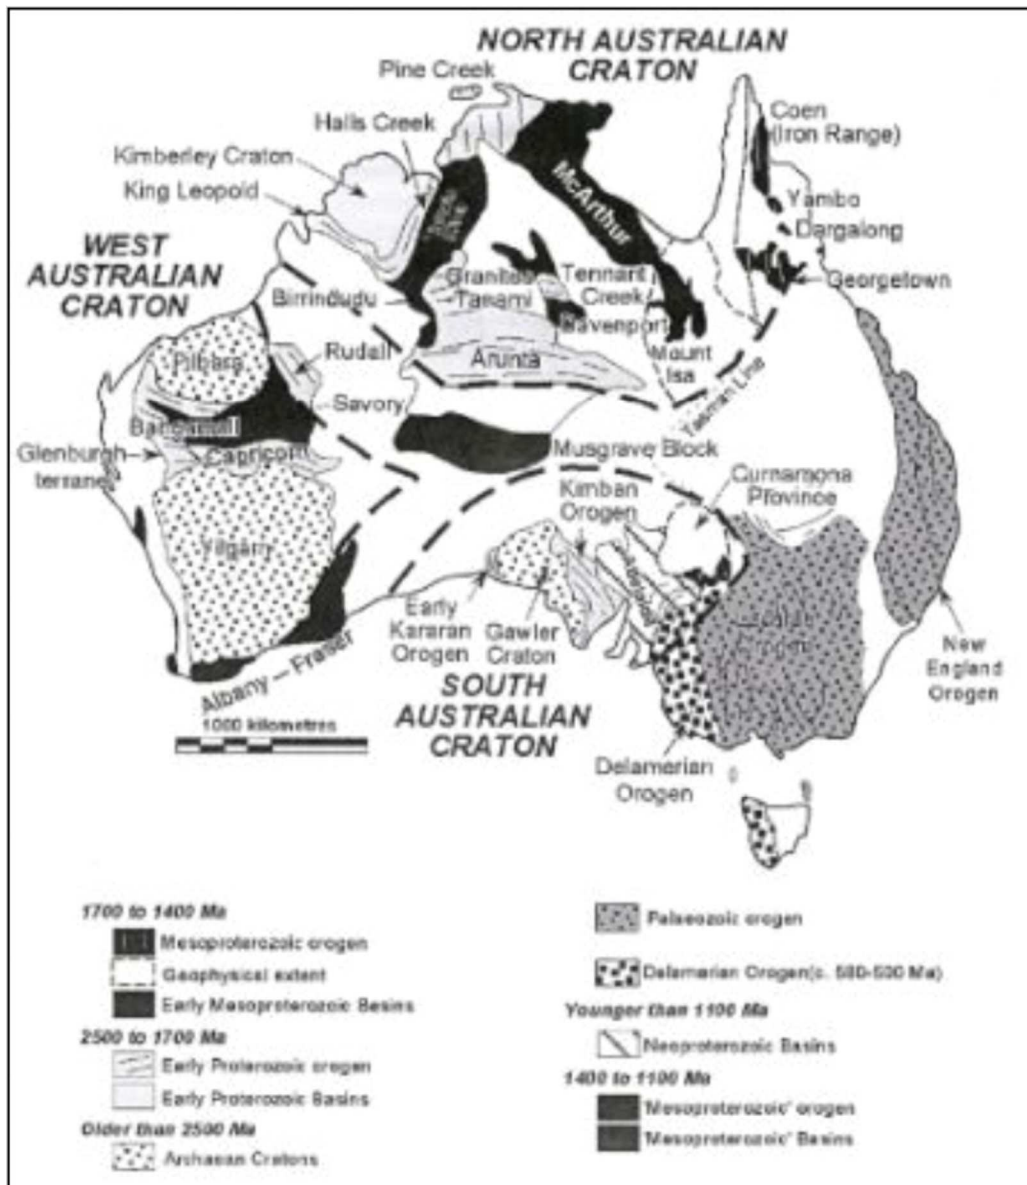 NORTH AUSTRALIAN
CRATON
Pine Creek
Halls Creek
Kimberley Craton
King Leopold
Coen
(Iron Range)
McArthur
Yambo
Dargalong
Georgetown
WEST
AUSTRALIAN
CRATON
Birrindudu
Granites
Tanami
Tennant
Creek
Davenport
Mount
Isa
Arunta
Tasman Line
Pilbara
Rudall
Savory
Capricorn
Glenburgh
terrane
Musgrave Block
Kimban
Orogen
Curnamona
Province
Yilgarn
Early
Kararan
Orogen
Gawler
Craton
New
England
Orogen
Albany – Fraser
SOUTH
AUSTRALIAN
CRATON
Delamerian
Orogen
1000 kilometres
1700 to 1400 Ma
Mesoproterozoic orogen
Geophysical extent
Early Mesoproterozoic Basins
2500 to 1700 Ma
Early Proterozoic orogen
Early Proterozoic Basins
Older than 2500 Ma
Archaean Cratons
Palaeozoic orogen
Delamerian Orogen(c. 580-500 Ma)
Younger than 1100 Ma
Neoproterozoic Basins
1400 to 1100 Ma
'Mesoproterozoic' orogen
'Mesoproterozoic' Basins